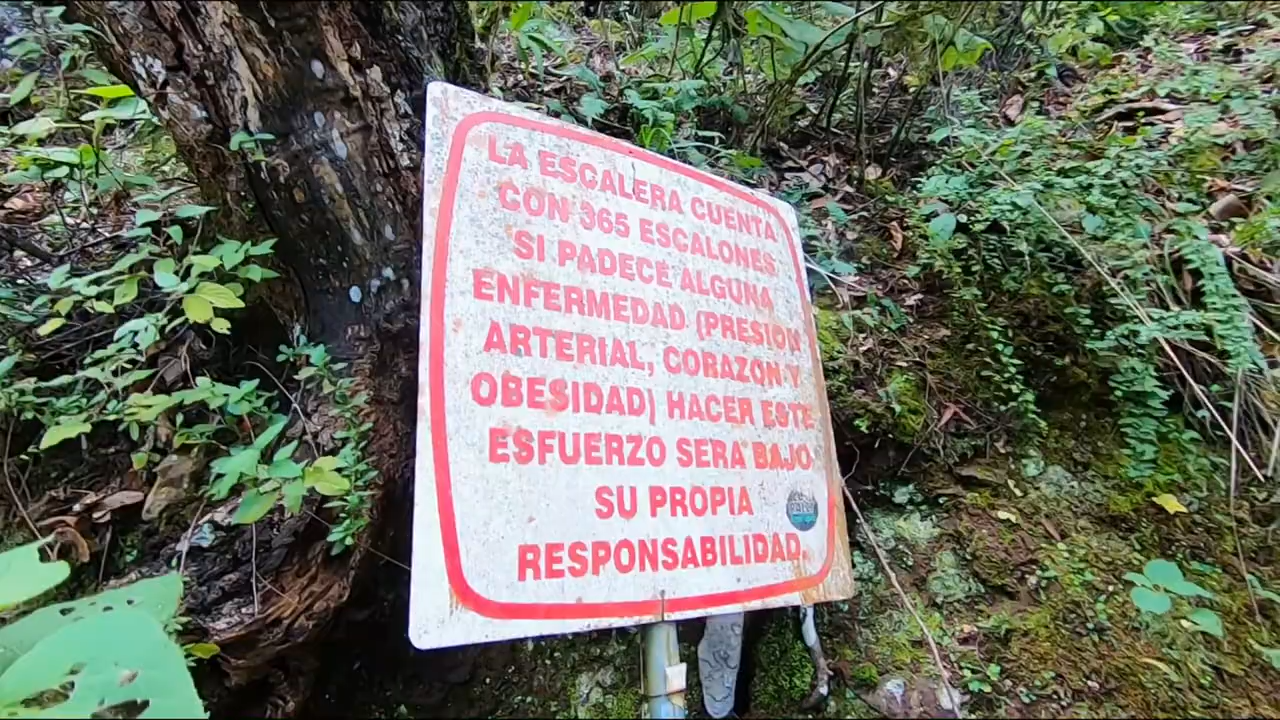 LA ESCALERA CUENTA
CON 365 ESCALONES
SI PADECE ALGUNA
ENFERMEDAD (PRESION
ARTERIAL, CORAZON Y
OBESIDAD) HACER ESTE
ESFUERZO SERA BAJO
SU PROPIA
RESPONSABILIDAD.